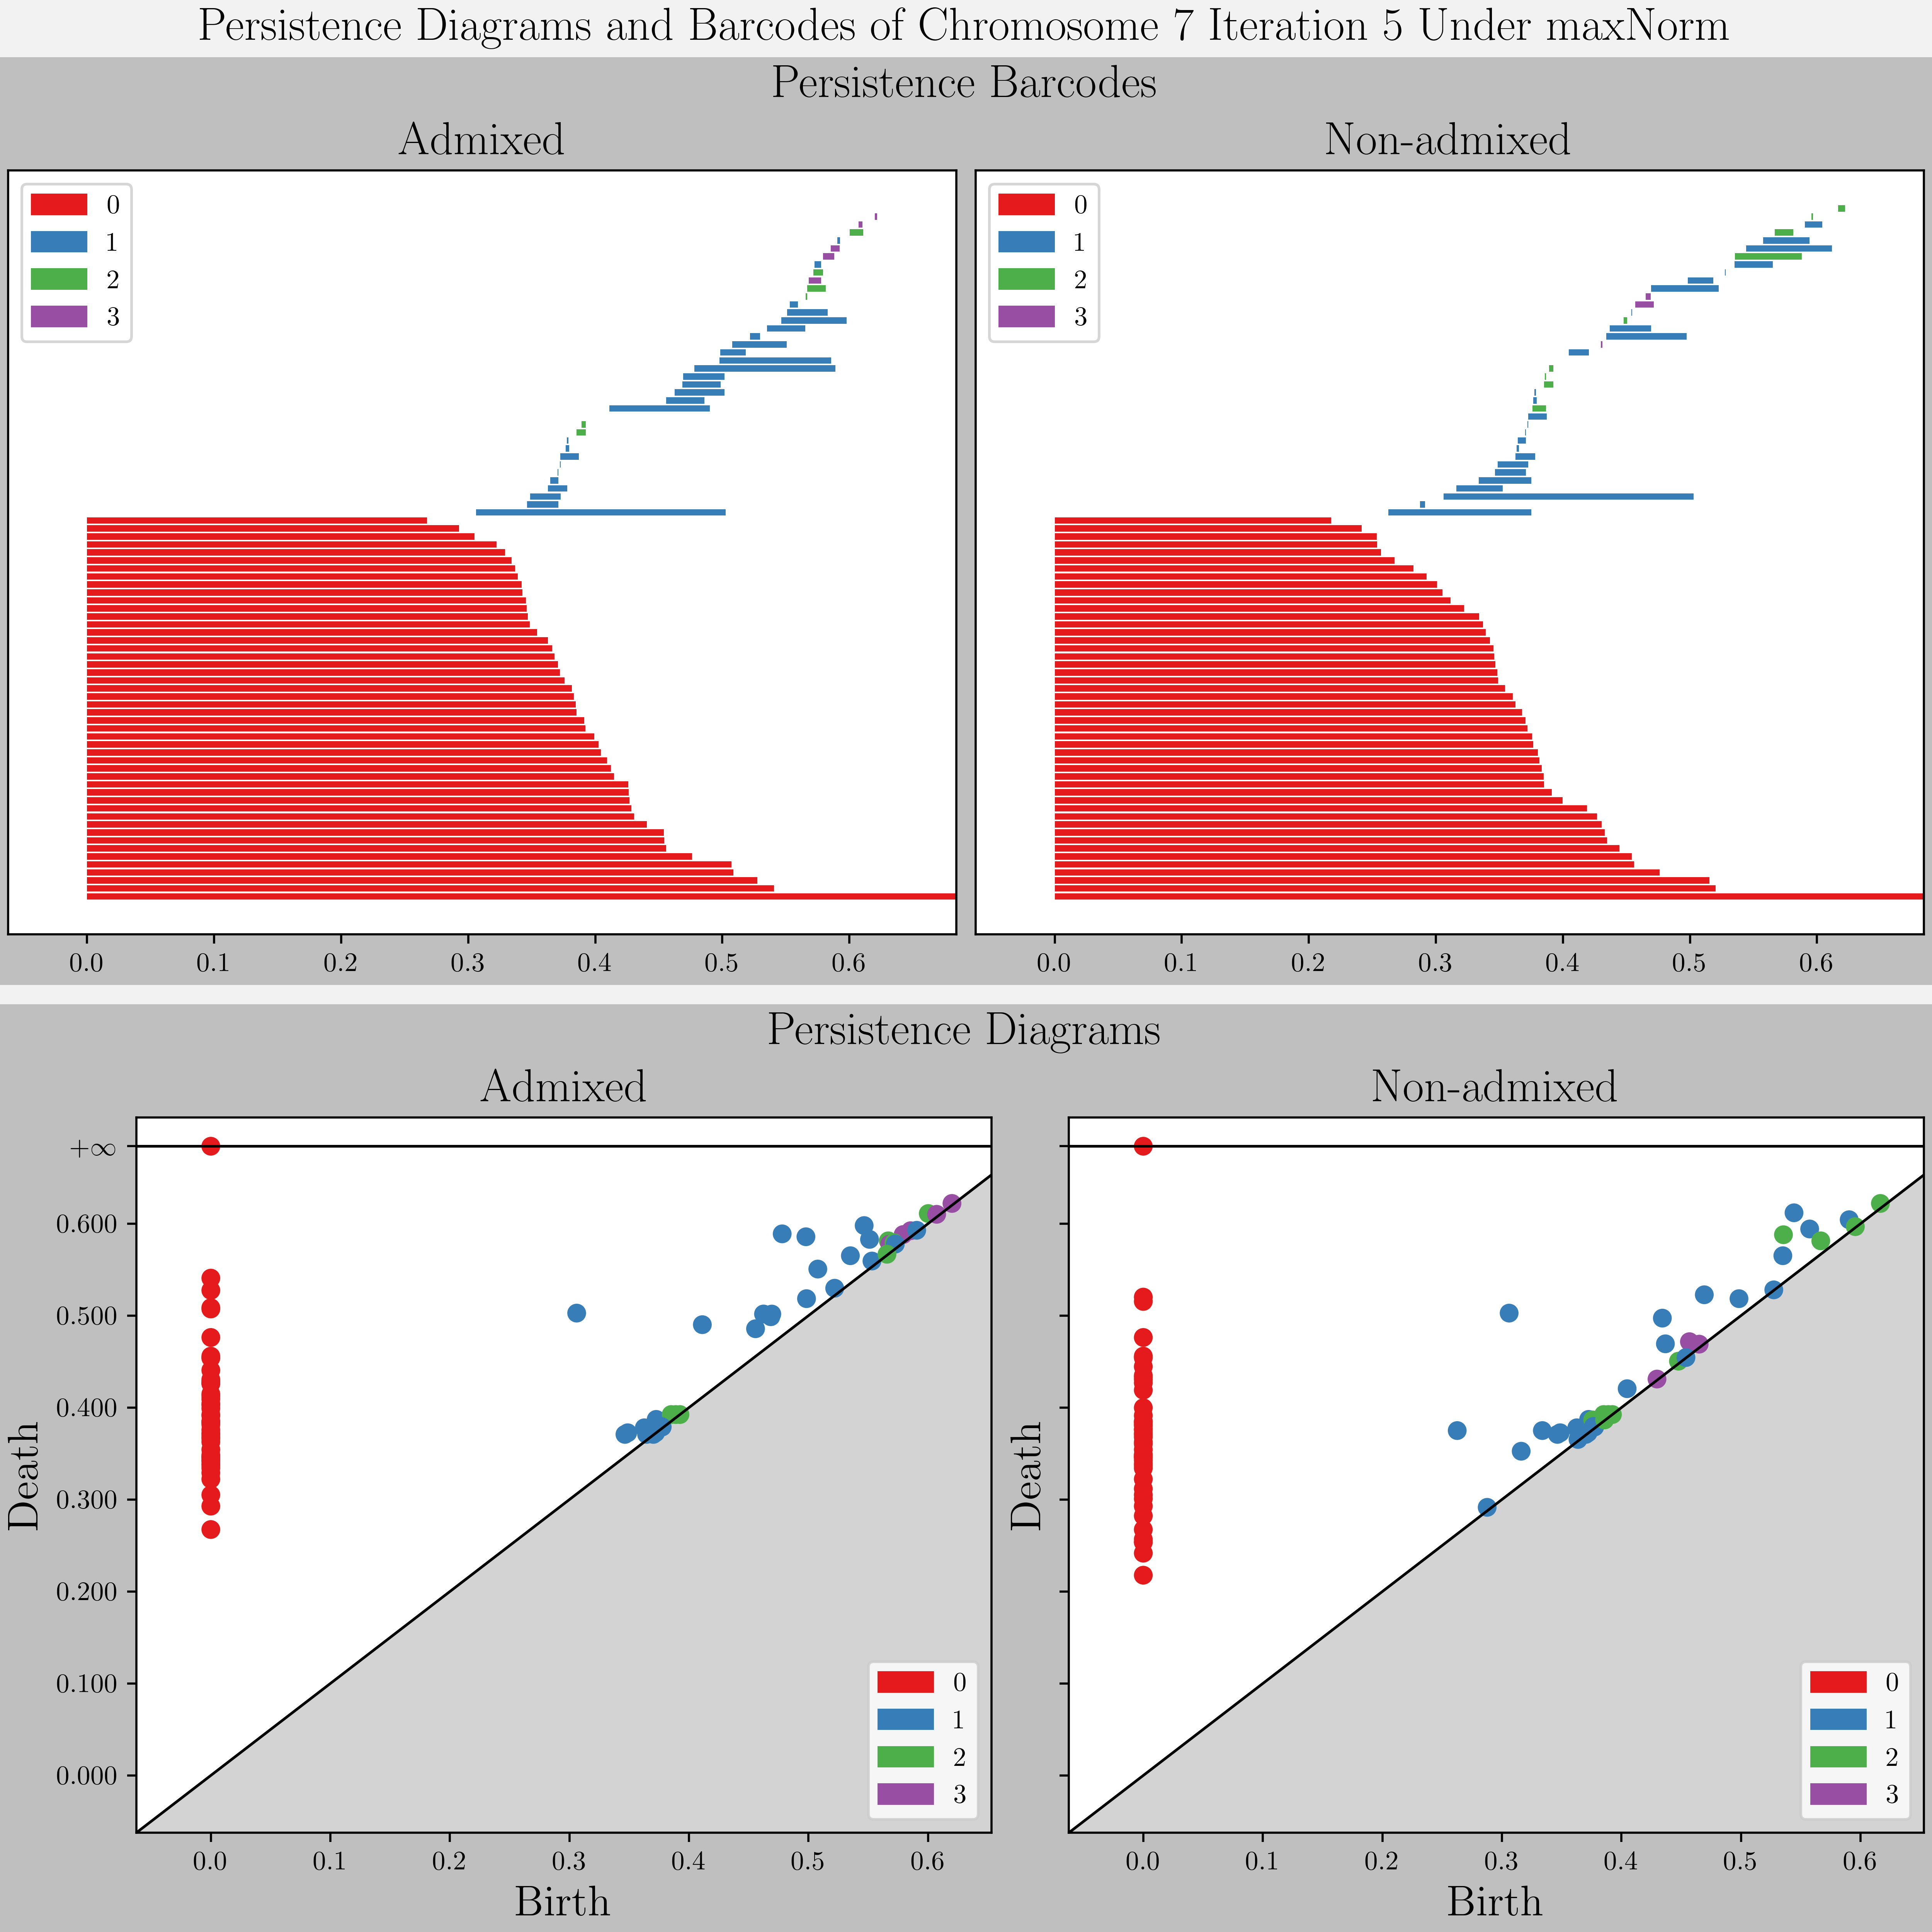 Persistence Diagrams and Barcodes of Chromosome 7 Iteration 5 Under maxNorm
Persistence Barcodes
Admixed
0
1
2
3
0.0 0.1 0.2 0.3 0.4 0.5 0.6
Non-admixed
0
1
2
3
0.0 0.1 0.2 0.3 0.4 0.5 0.6
Persistence Diagrams
Admixed
Death
+∞
0.600
0.500
0.400
0.300
0.200
0.100
0.000
0
1
2
3
0.0 0.1 0.2 0.3 0.4 0.5 0.6
Birth
Non-admixed
Death
0
1
2
3
0.0 0.1 0.2 0.3 0.4 0.5 0.6
Birth